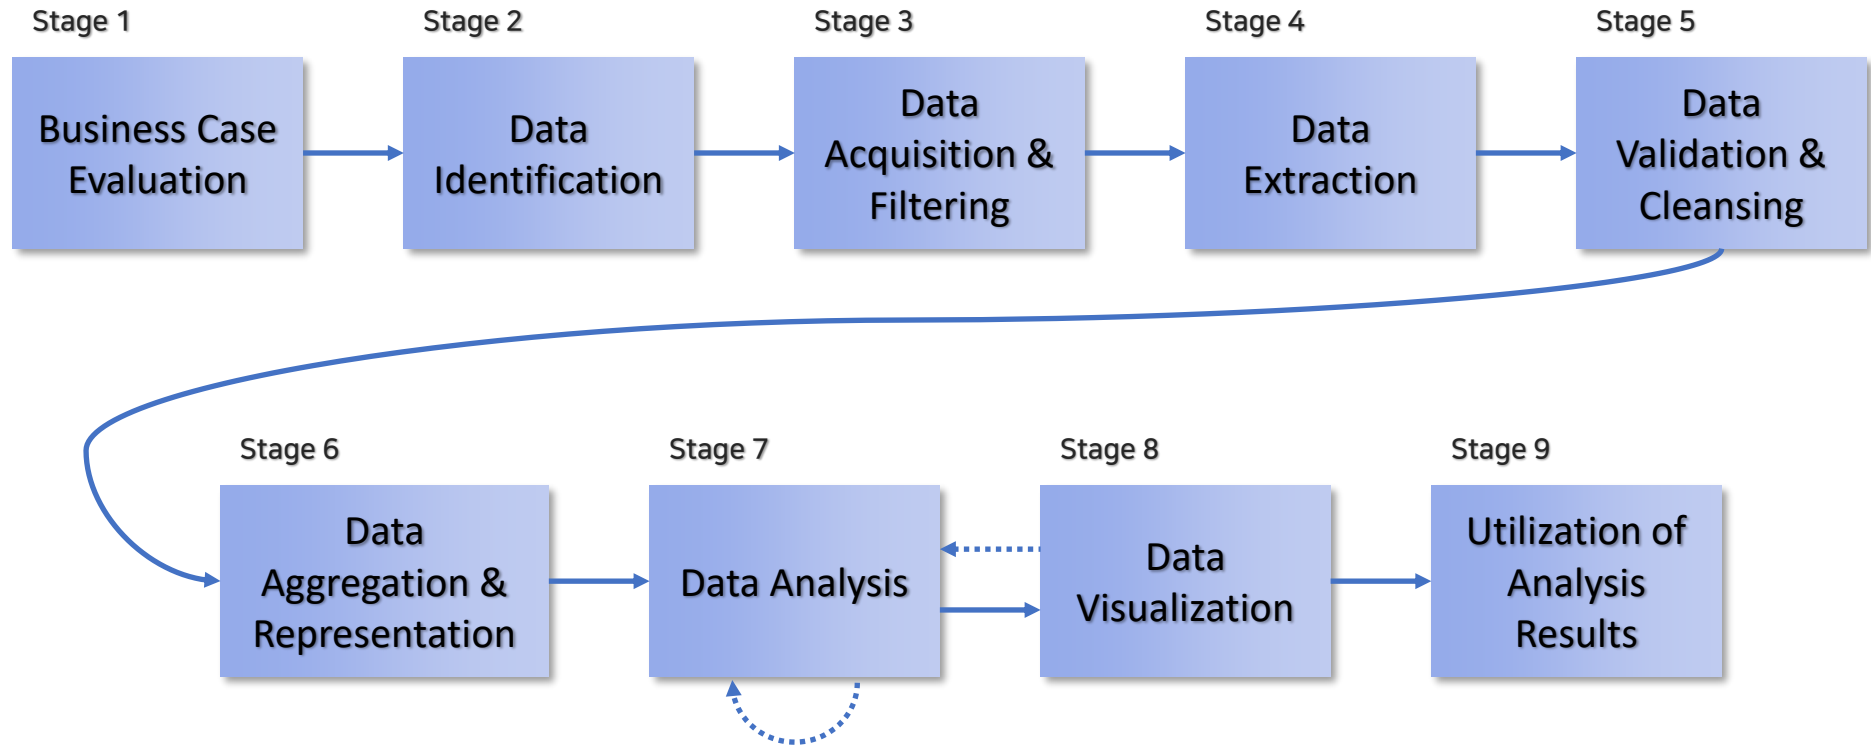 Stage 1
Business Case
Evaluation
Stage 2
Data
Identification
Stage 3
Data
Acquisition &
Filtering
Stage 4
Data
Extraction
Stage 5
Data
Validation &
Cleansing
Stage 6
Data
Aggregation &
Representation
Stage 7
Data Analysis
Stage 8
Data
Visualization
Stage 9
Utilization of
Analysis
Results